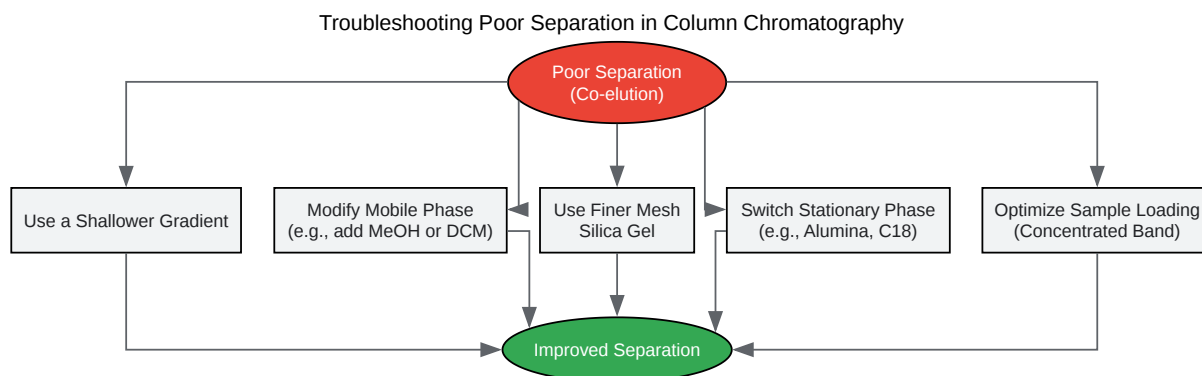 Troubleshooting Poor Separation in Column Chromatography
Poor Separation
(Co-elution)
Use a Shallower Gradient
Modify Mobile Phase
(e.g., add MeOH or DCM)
Use Finer Mesh
Silica Gel
Switch Stationary Phase
(e.g., Alumina, C18)
Optimize Sample Loading
(Concentrated Band)
Improved Separation